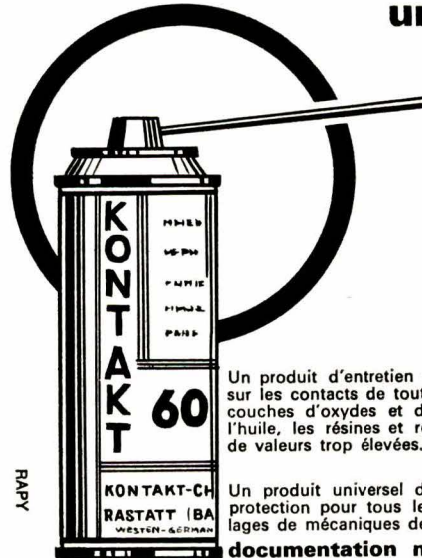 un
KONTAKT
60
Un produit d'entretien
sur les contacts de tout
couches d'oxydes et d
l'huile, les résines et r
de valeurs trop élevées.
KONTAKT-CH
RASTATT (BA
WESTEN-GERMAN
Un produit universel d
protection pour tous le
lages de mécaniques de
documentation n
RAPY